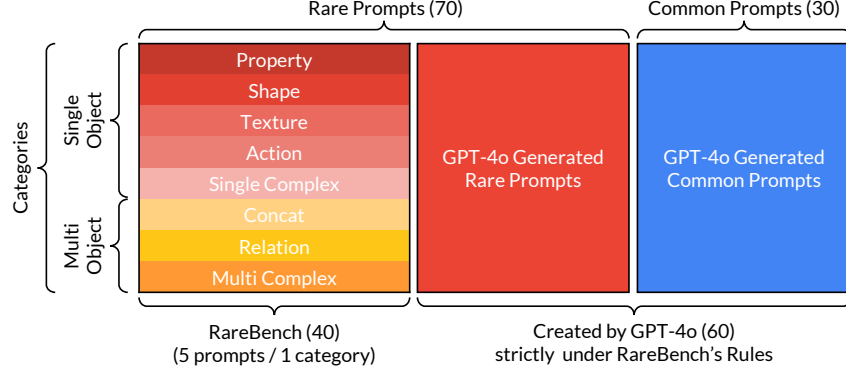 Rare Prompts (70)
Common Prompts (30)
Categories
Single
Object
Multi
Object
Property
Shape
Texture
Action
Single Complex
Concat
Relation
Multi Complex
GPT-4o Generated
Rare Prompts
GPT-4o Generated
Common Prompts
RareBench (40)
(5 prompts / 1 category)
Created by GPT-4o (60)
strictly under RareBench's Rules